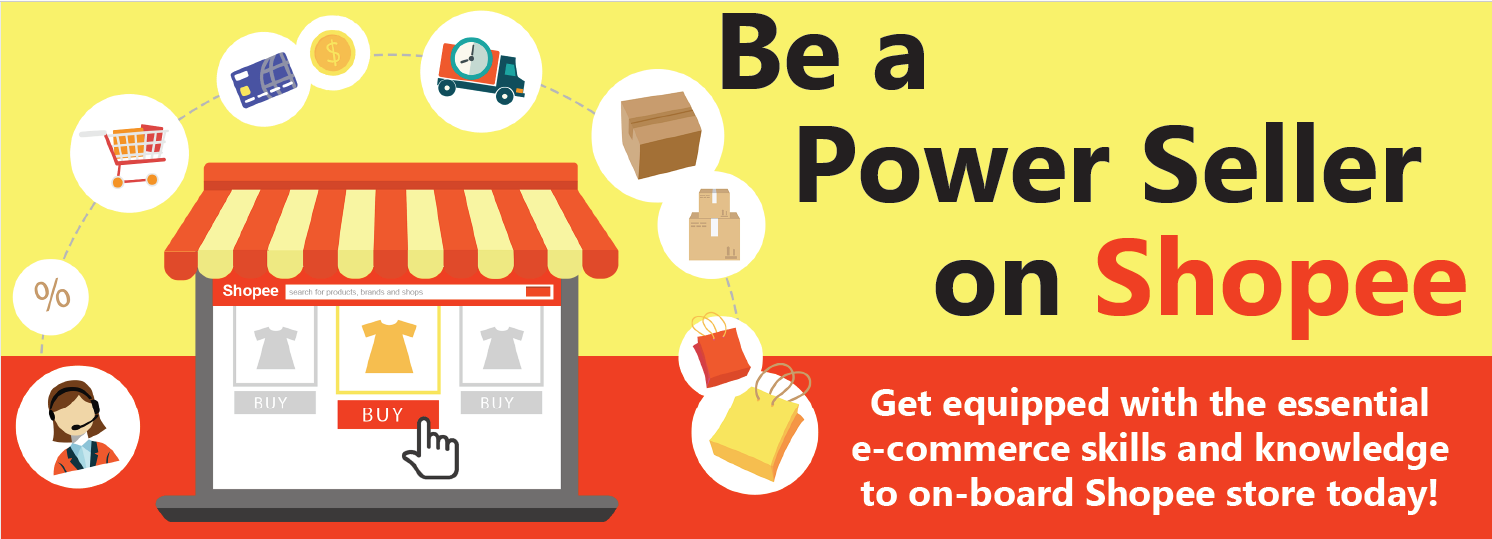 Be a
Power Seller
on Shopee
$
%
Shopee search for products, brands and shops
BUY BUY BUY
Get equipped with the essential
e-commerce skills and knowledge
to on-board Shopee store today!